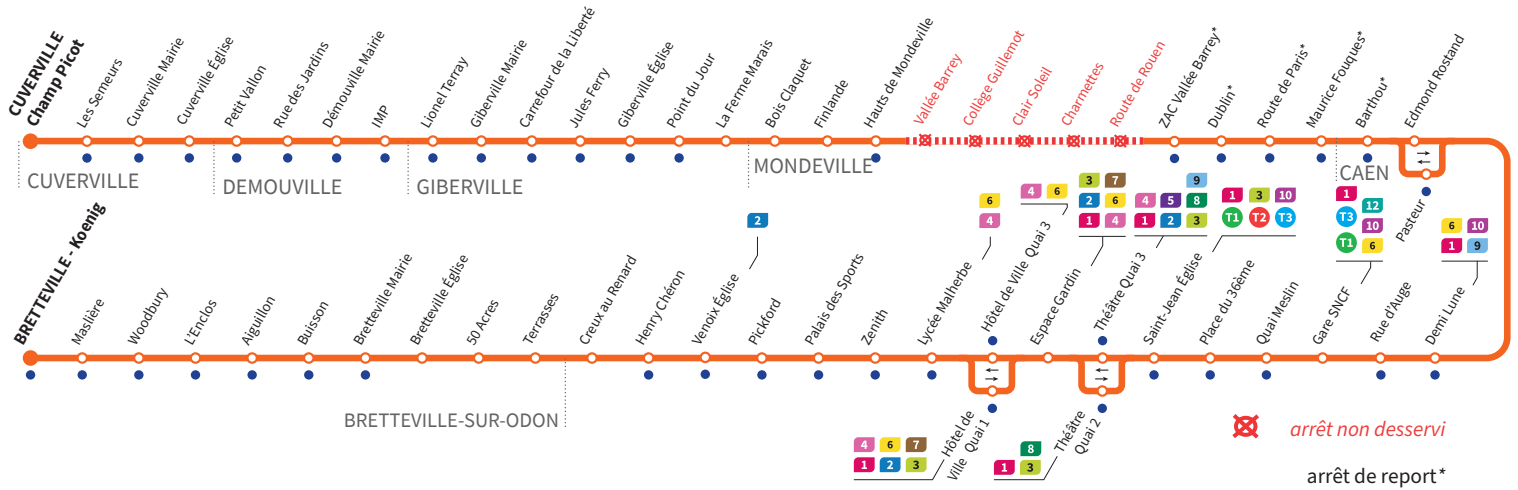 CUVERVILLE
Champ Picot
Les Semeurs
Cuverville Mairie
Cuverville Église
Petit Vallon
Rue des Jardins
Démouville Mairie
IMP
Lionel Terray
Giberville Mairie
Carrefour de la Liberté
Jules Ferry
Giberville Église
Point du Jour
La Ferme Marais
Bois Claquet
Finlande
Hauts de Mondeville
Vallée Barrey
Collège Guillemot
Clair Soleil
Charmettes
Route de Rouen
ZAC Vallée Barrey*
Dublin*
Route de Paris*
Maurice Fouques*
Barthou*
Edmond Rostand
Pasteur
CUVERVILLE
DEMOUVILLE
GIBERVILLE
MONDEVILLE
CAEN
BRETTEVILLE - Koenig
Maslière
Woodbury
L'Enclos
Aiguillon
Buisson
Bretteville Mairie
Bretteville Église
50 Acres
Terrasses
Creux au Renard
Henry Chéron
2
Venoix Église
Pickford
Palais des Sports
Zenith
6
4
Lycée Malherbe
4 6
Hôtel de Ville Quai 3
3 7
2 6
1 4
Espace Gardin
9
4 5 8
1 2 3
Théâtre Quai 3
1 3 10
T1 T2 T3
Saint-Jean Église
Place du 36ème
Quai Meslin
1
T3 12
10
T1 6
Gare SNCF
Rue d'Auge
6 10
1 9
Demi Lune
BRETTEVILLE-SUR-ODON
4 6 7
1 2 3
Hôtel de
Ville Quai 1
8
1 3
Théâtre
Quai 2
arrêt non desservi
arrêt de report*